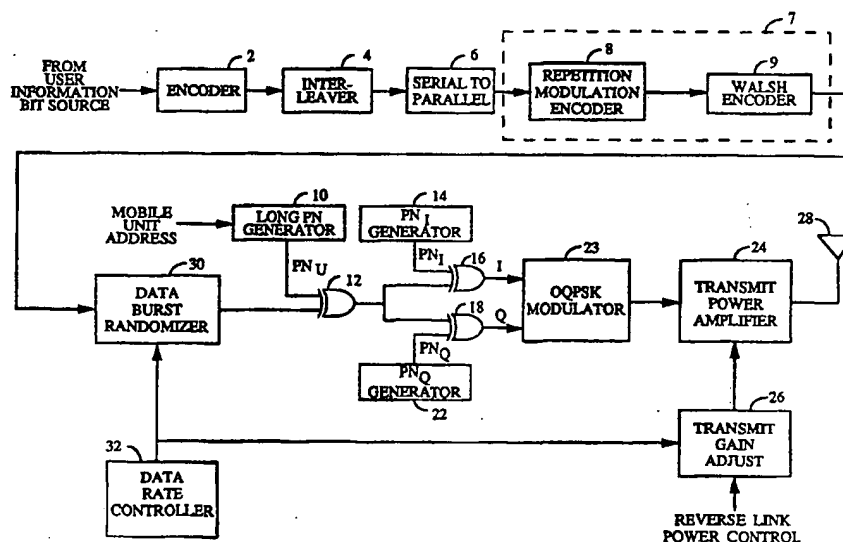 7
2
4
6
8
9
FROM
USER
INFORMATION
BIT SOURCE
ENCODER
INTER-
LEAVER
SERIAL TO
PARALLEL
REPETITION
MODULATION
ENCODER
WALSH
ENCODER
10
14
MOBILE
UNIT
ADDRESS
LONG PN
GENERATOR
PN I
GENERATOR
28
30
PN U
12
PN I
16
I
23
24
DATA
BURST
RANDOMIZER
18
Q
OQPSK
MODULATOR
TRANSMIT
POWER
AMPLIFIER
PN Q
PN Q
GENERATOR
22
26
TRANSMIT
GAIN
ADJUST
32
DATA
RATE
CONTROLLER
REVERSE LINK
POWER CONTROL